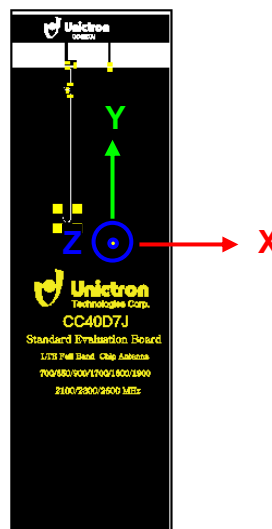 Unictron
Y
Z
X
Unictron
Technologies Corp.
CC40D7J
Standard Evaluation Board
LTE Full Band Chip Antenna
700/850/900/1700/1800/1900
2100/2300/2600 MHz